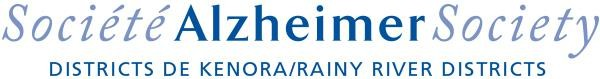 Société Alzheimer Society
DISTRICTS DE KENORA/RAINY RIVER DISTRICTS